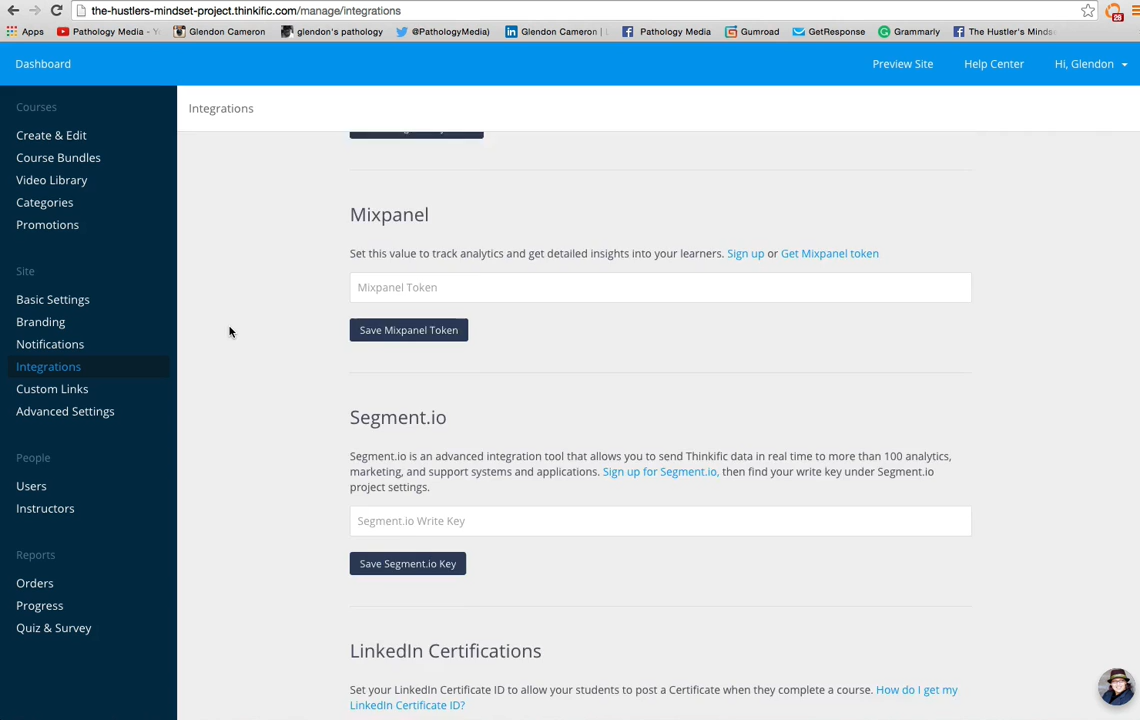 the-hustlers-mindset-project.thinkific.com/manage/integrations
28
Apps Pathology Media - Y Glendon Cameron glendon's pathology @PathologyMedia) Glendon Cameron | Pathology Media Gumroad GetResponse Grammarly The Hustler's Minds
Dashboard
Preview Site Help Center Hi, Glendon
Courses
Create & Edit
Course Bundles
Video Library
Categories
Promotions
Site
Basic Settings
Branding
Notifications
Integrations
Custom Links
Advanced Settings
People
Users
Instructors
Reports
Orders
Progress
Quiz & Survey
Integrations
Mixpanel
Set this value to track analytics and get detailed insights into your learners. Sign up or Get Mixpanel token
Mixpanel Token
Save Mixpanel Token
Segment.io
Segment.io is an advanced integration tool that allows you to send Thinkific data in real time to more than 100 analytics,
marketing, and support systems and applications. Sign up for Segment.io, then find your write key under Segment.io
project settings.
Segment.io Write Key
Save Segment.io Key
LinkedIn Certifications
Set your LinkedIn Certificate ID to allow your students to post a Certificate when they complete a course. How do I get my
LinkedIn Certificate ID?